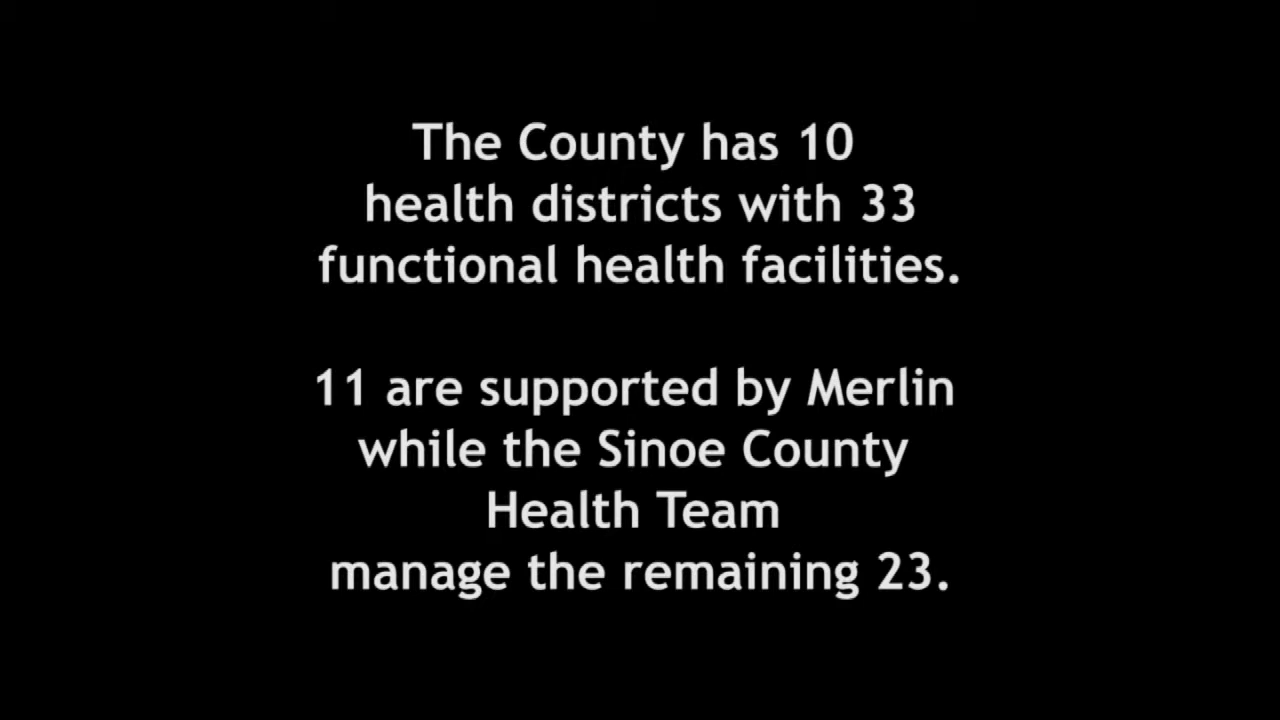 The County has 10
health districts with 33
functional health facilities.
11 are supported by Merlin
while the Sinoe County
Health Team
manage the remaining 23.